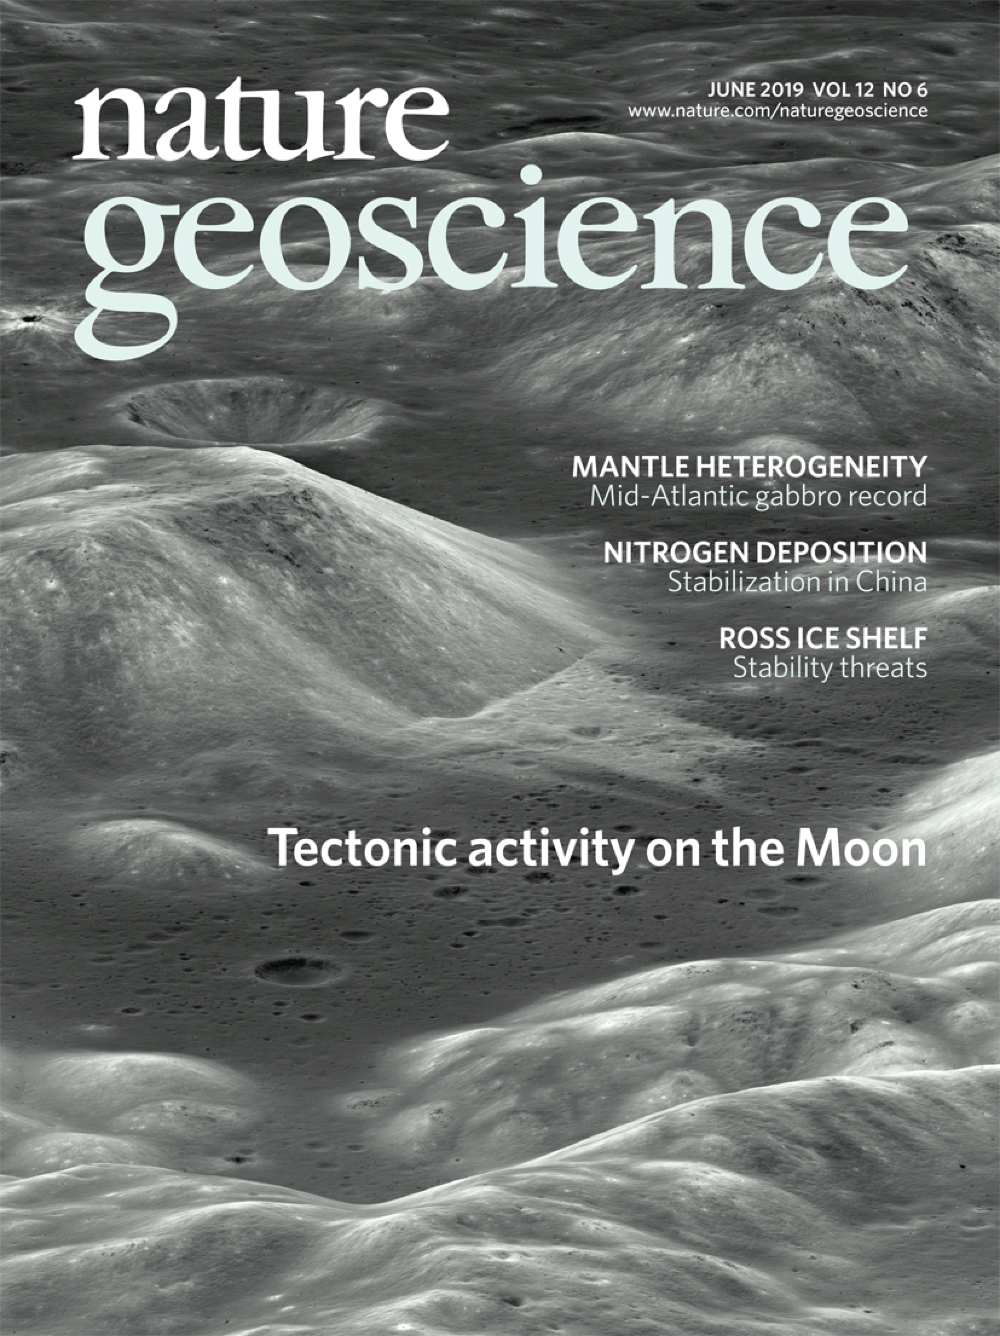 nature
geoscience
JUNE 2019 VOL 12 NO 6
www.nature.com/naturegeoscience
MANTLE HETEROGENEITY
Mid-Atlantic gabbro record
NITROGEN DEPOSITION
Stabilization in China
ROSS ICE SHELF
Stability threats
Tectonic activity on the Moon